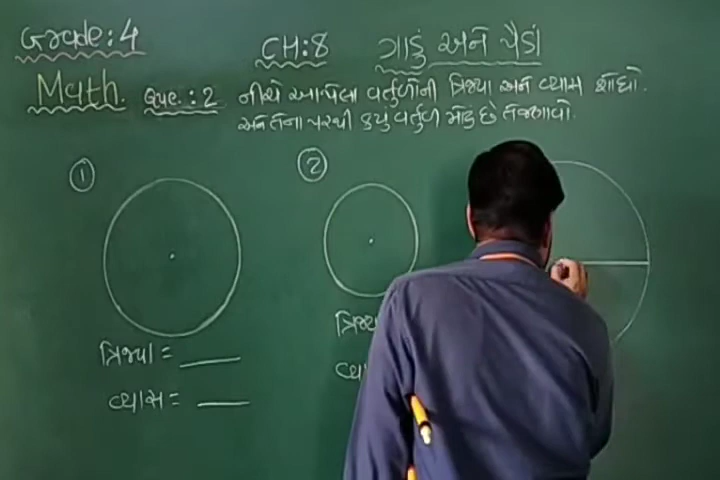 Grade: 4 CH: 8 ગાડું અને પૈડાં
Math. Que.: 2 નીચે આપેલા વર્તુળોની ત્રિજ્યા અને વ્યાસ શોધો.
અને તેના પરથી કયું વર્તુળ મોટું છે તે જણાવો.
① ②
ત્રિજ્યા = ____ ત્રિજ્
વ્યાસ = ____ વ્યા